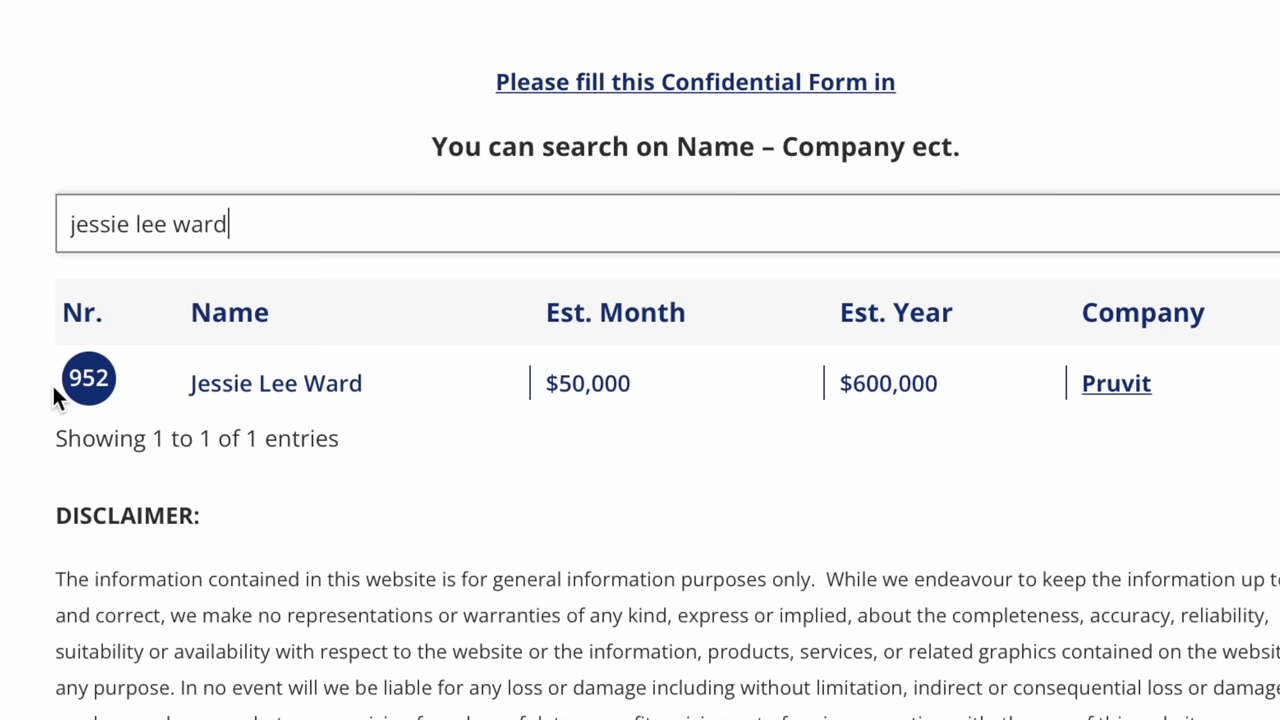 Please fill this Confidential Form in
You can search on Name – Company ect.
jessie lee ward
Nr. Name Est. Month Est. Year Company
952 Jessie Lee Ward $50,000 $600,000 Pruvit
Showing 1 to 1 of 1 entries
DISCLAIMER:
The information contained in this website is for general information purposes only.  While we endeavour to keep the information up
and correct, we make no representations or warranties of any kind, express or implied, about the completeness, accuracy, reliability,
suitability or availability with respect to the website or the information, products, services, or related graphics contained on the
any purpose. In no event will we be liable for any loss or damage including without limitation, indirect or consequential loss or damage